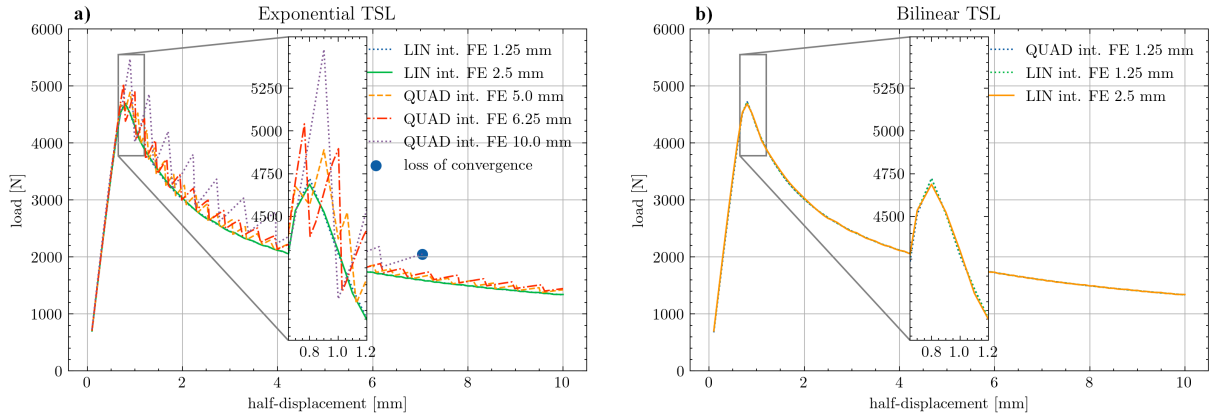 a)
Exponential TSL
6000
5000
4000
3000
2000
1000
0
load [N]
0
2
4
6
8
10
half-displacement [mm]
LIN int. FE 1.25 mm
LIN int. FE 2.5 mm
QUAD int. FE 5.0 mm
QUAD int. FE 6.25 mm
QUAD int. FE 10.0 mm
loss of convergence
5250
5000
4750
4500
0.8
1.0
1.2
b)
Bilinear TSL
6000
5000
4000
3000
2000
1000
0
load [N]
0
2
4
6
8
10
half-displacement [mm]
QUAD int. FE 1.25 mm
LIN int. FE 1.25 mm
LIN int. FE 2.5 mm
5250
5000
4750
4500
0.8
1.0
1.2